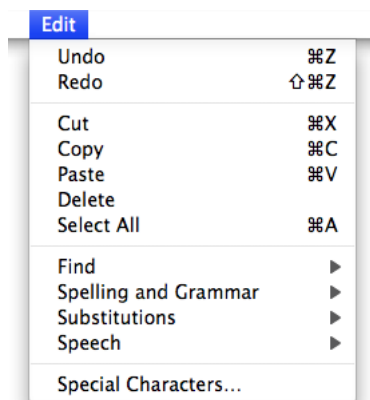 Edit
Undo ⌘Z
Redo ⇧⌘Z
Cut ⌘X
Copy ⌘C
Paste ⌘V
Delete
Select All ⌘A
Find ▶
Spelling and Grammar ▶
Substitutions ▶
Speech ▶
Special Characters...